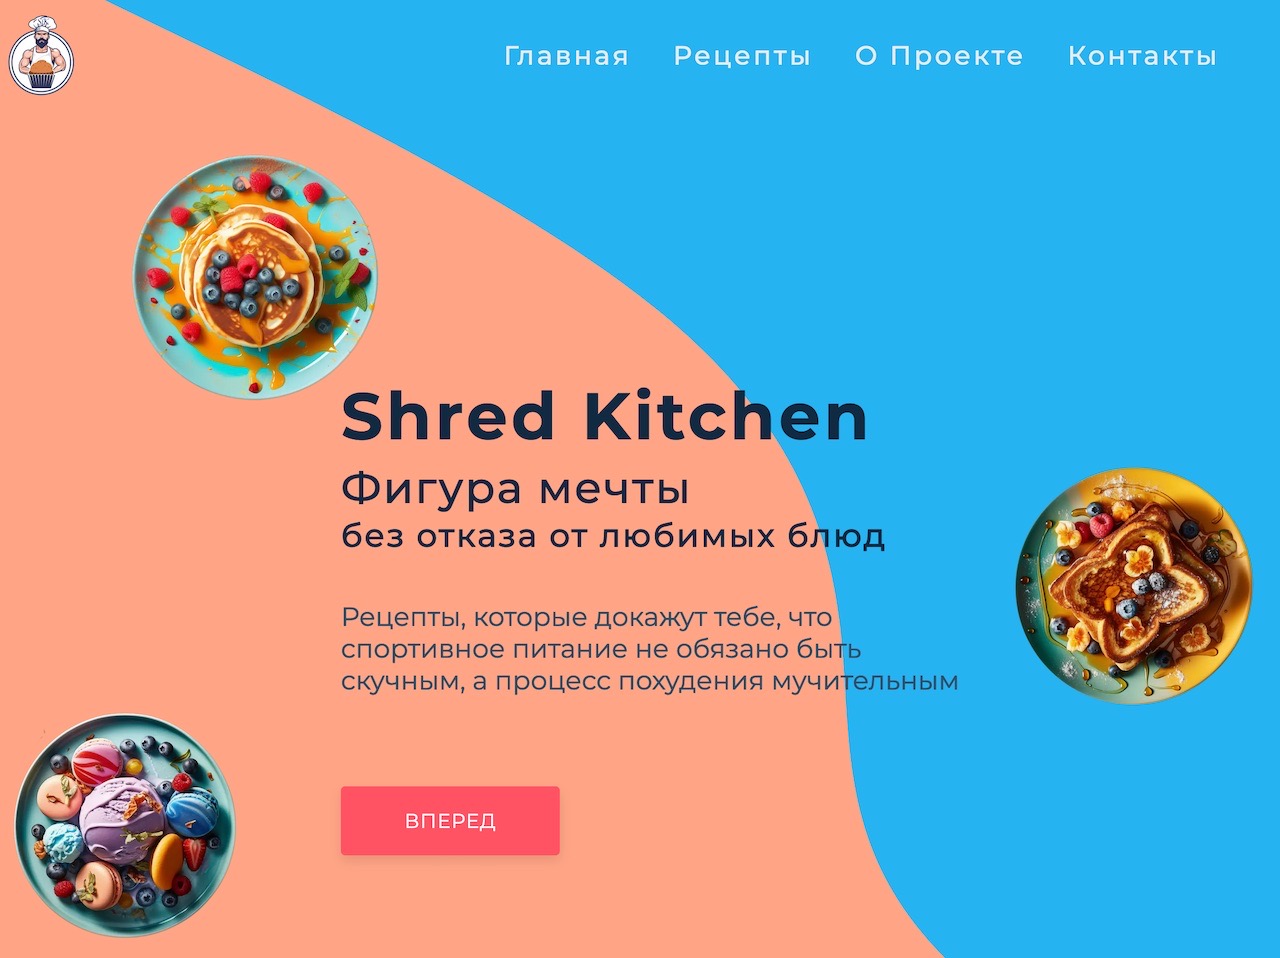 Главная Рецепты О Проекте Контакты
Shred Kitchen
Фигура мечты
без отказа от любимых блюд
Рецепты, которые докажут тебе, что
спортивное питание не обязано быть
скучным, а процесс похудения мучительным
ВПЕРЕД